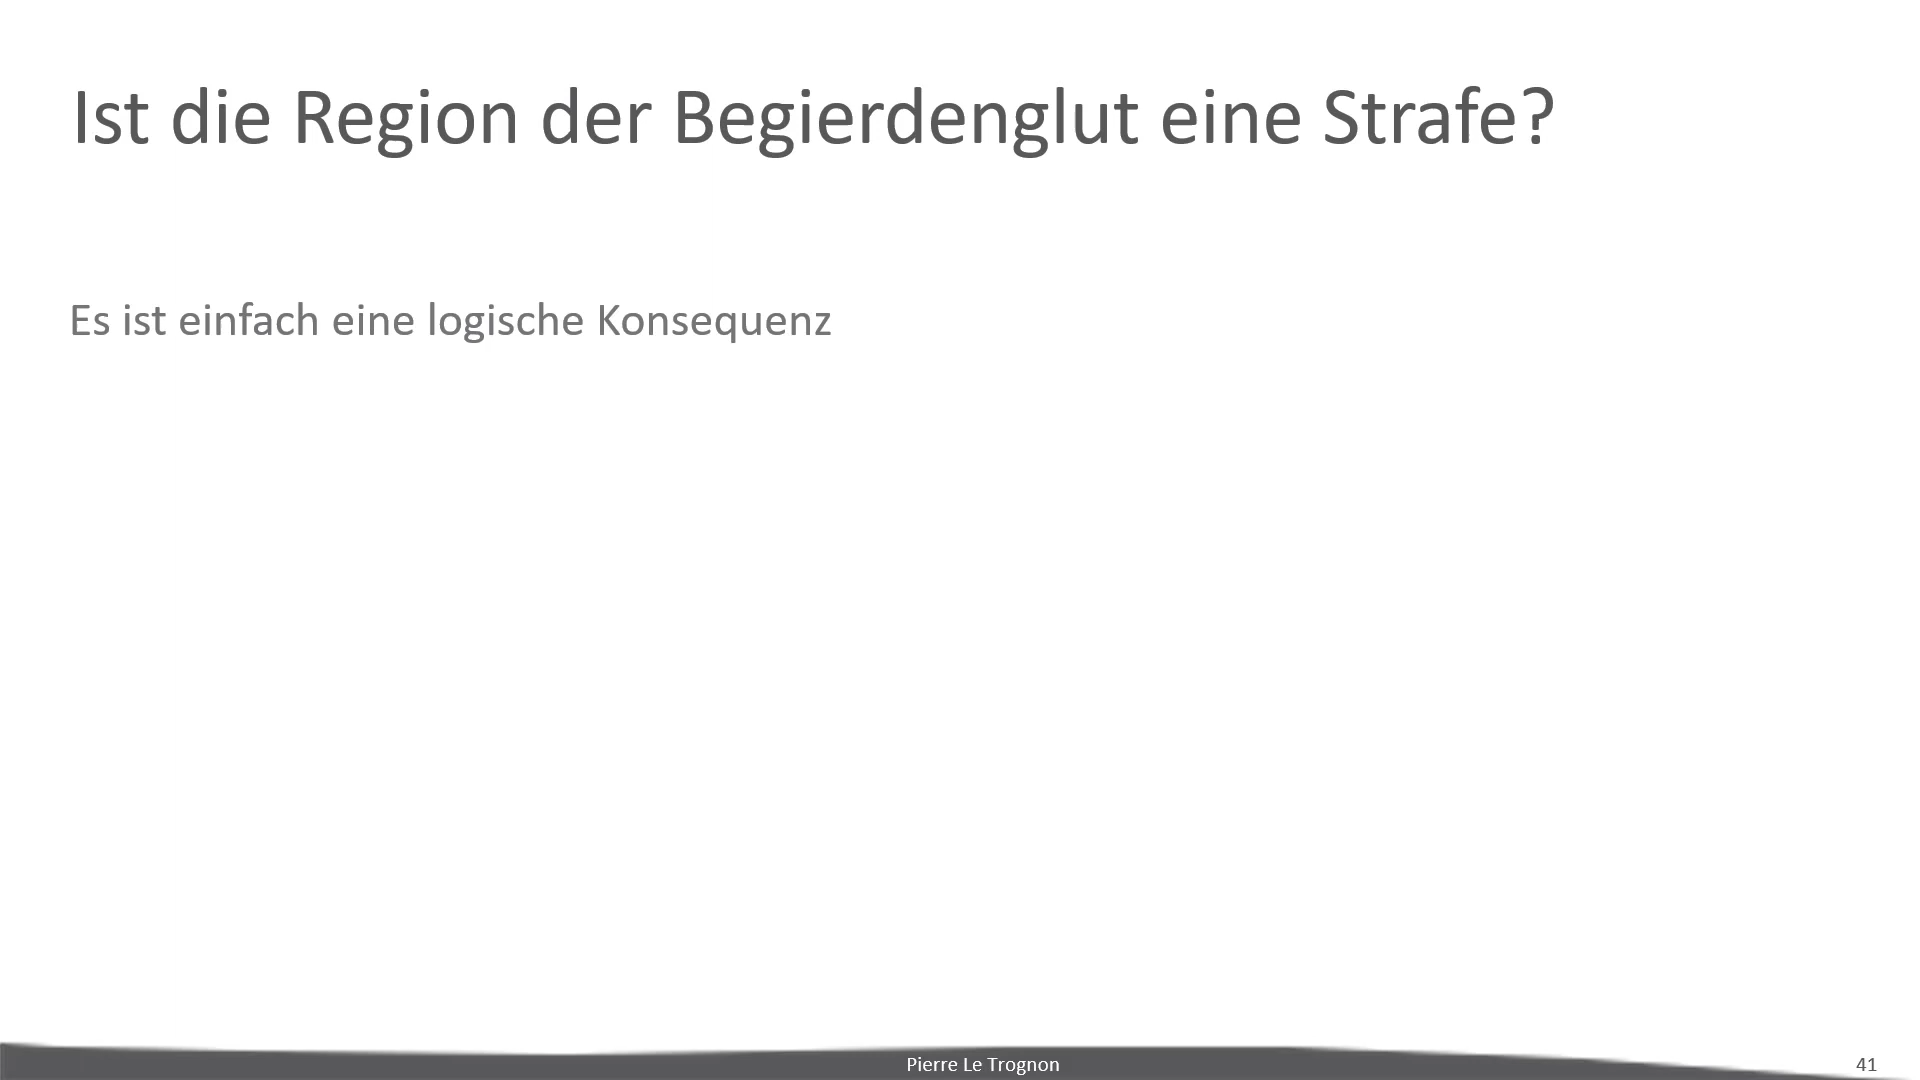 Ist die Region der Begierdenglut eine Strafe?
Es ist einfach eine logische Konsequenz
Pierre Le Trognon
41